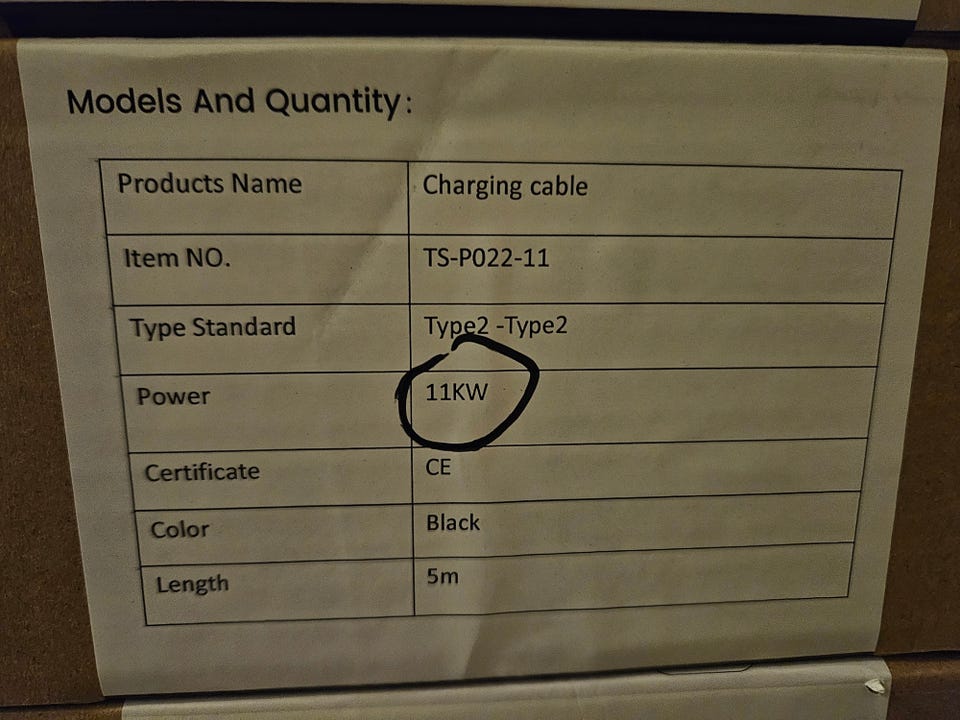 Models And Quantity:
Products Name Charging cable
Item NO. TS-P022-11
Type Standard Type2 -Type2
Power 11KW
Certificate CE
Color Black
Length 5m